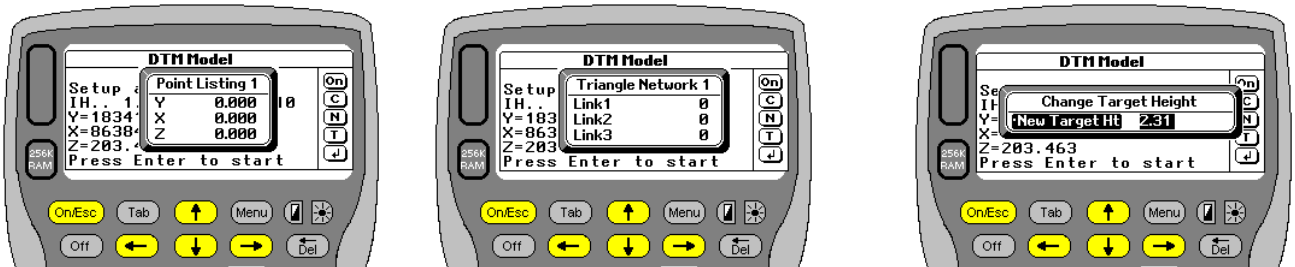 DTM Model
Setup
Point Listing 1
IH.. 1. 10
Y 0.000
Y=1834
X 0.000
X=8638
Z 0.000
Z=203.
Press Enter to start
On
C
N
T
256K
RAM
On/Esc Tab Menu
Off Del
DTM Model
Setup
Triangle Network 1
IH..
Link1 0
Y=183
Link2 0
X=863
Link3 0
Z=203
Press Enter to start
On
C
N
T
256K
RAM
On/Esc Tab Menu
Off Del
DTM Model
Se
Change Target Height
IH
New Target Ht 2.31
Y=
X=
Z=203.463
Press Enter to start
On
C
N
T
256K
RAM
On/Esc Tab Menu
Off Del